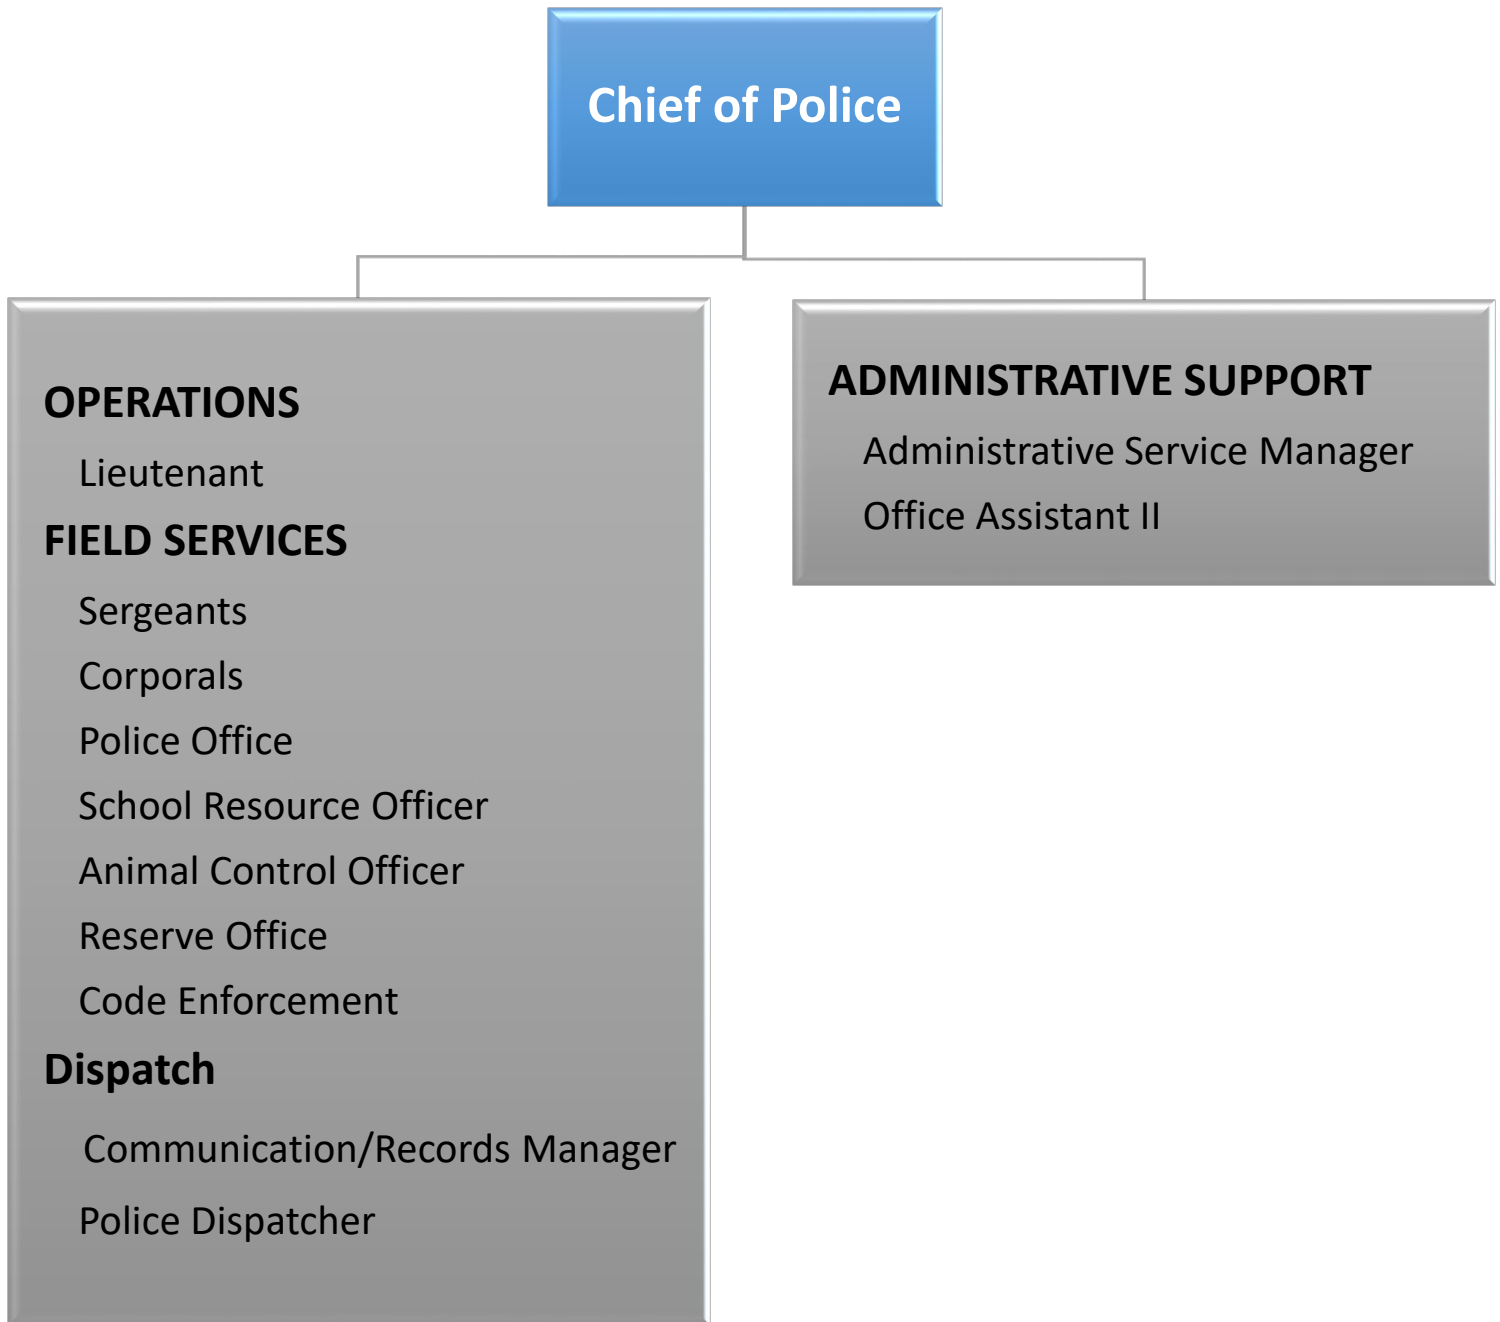 Chief of Police
OPERATIONS
Lieutenant
FIELD SERVICES
Sergeants
Corporals
Police Office
School Resource Officer
Animal Control Officer
Reserve Office
Code Enforcement
Dispatch
Communication/Records Manager
Police Dispatcher
ADMINISTRATIVE SUPPORT
Administrative Service Manager
Office Assistant II